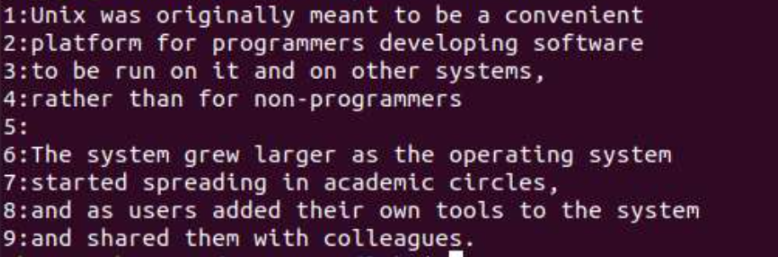 1:Unix was originally meant to be a convenient
2:platform for programmers developing software
3:to be run on it and on other systems,
4:rather than for non-programmers
5:
6:The system grew larger as the operating system
7:started spreading in academic circles,
8:and as users added their own tools to the system
9:and shared them with colleagues.